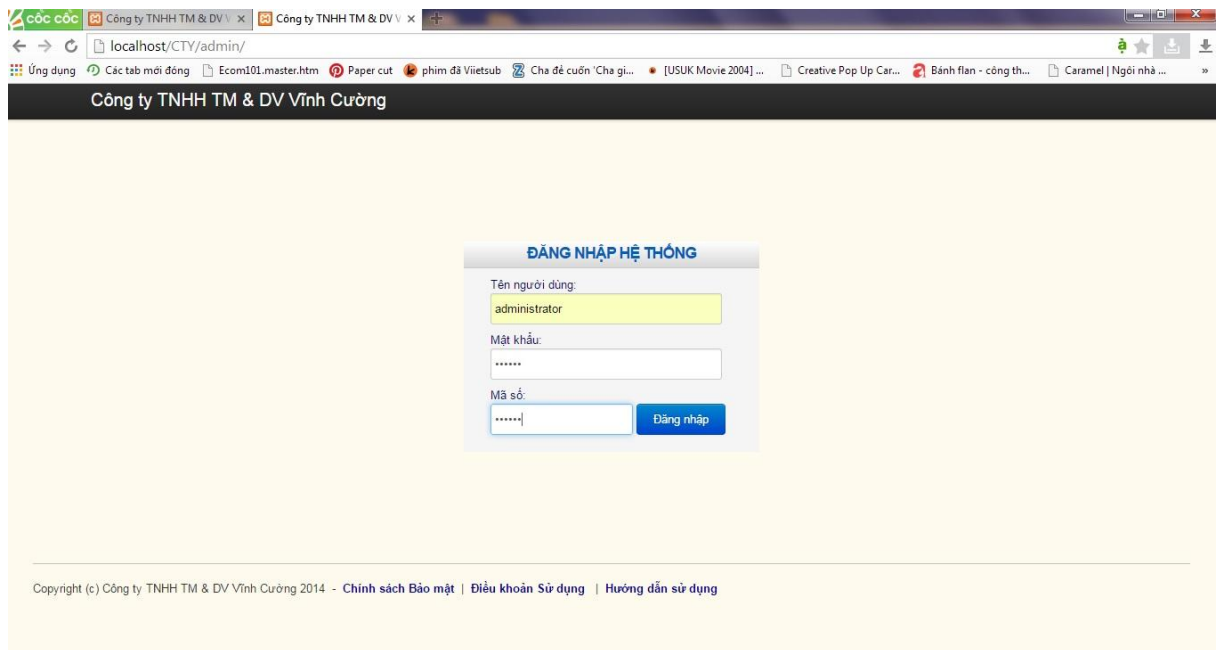 cốc cốc Công ty TNHH TM & DV V Công ty TNHH TM & DV V
localhost/CTY/admin/
Ứng dụng Các tab mới đóng Ecom101.master.htm Paper cut phim đã Viietsub Cha đẻ cuốn 'Cha gi... [USUK Movie 2004] ... Creative Pop Up Car... Bánh flan - công th... Caramel | Ngôi nhà ... »
Công ty TNHH TM & DV Vĩnh Cường
ĐĂNG NHẬP HỆ THỐNG
Tên người dùng:
administrator
Mật khẩu:
••••••
Mã số:
••••••
Đăng nhập
Copyright (c) Công ty TNHH TM & DV Vĩnh Cường 2014 - Chính sách Bảo mật | Điều khoản Sử dụng | Hướng dẫn sử dụng